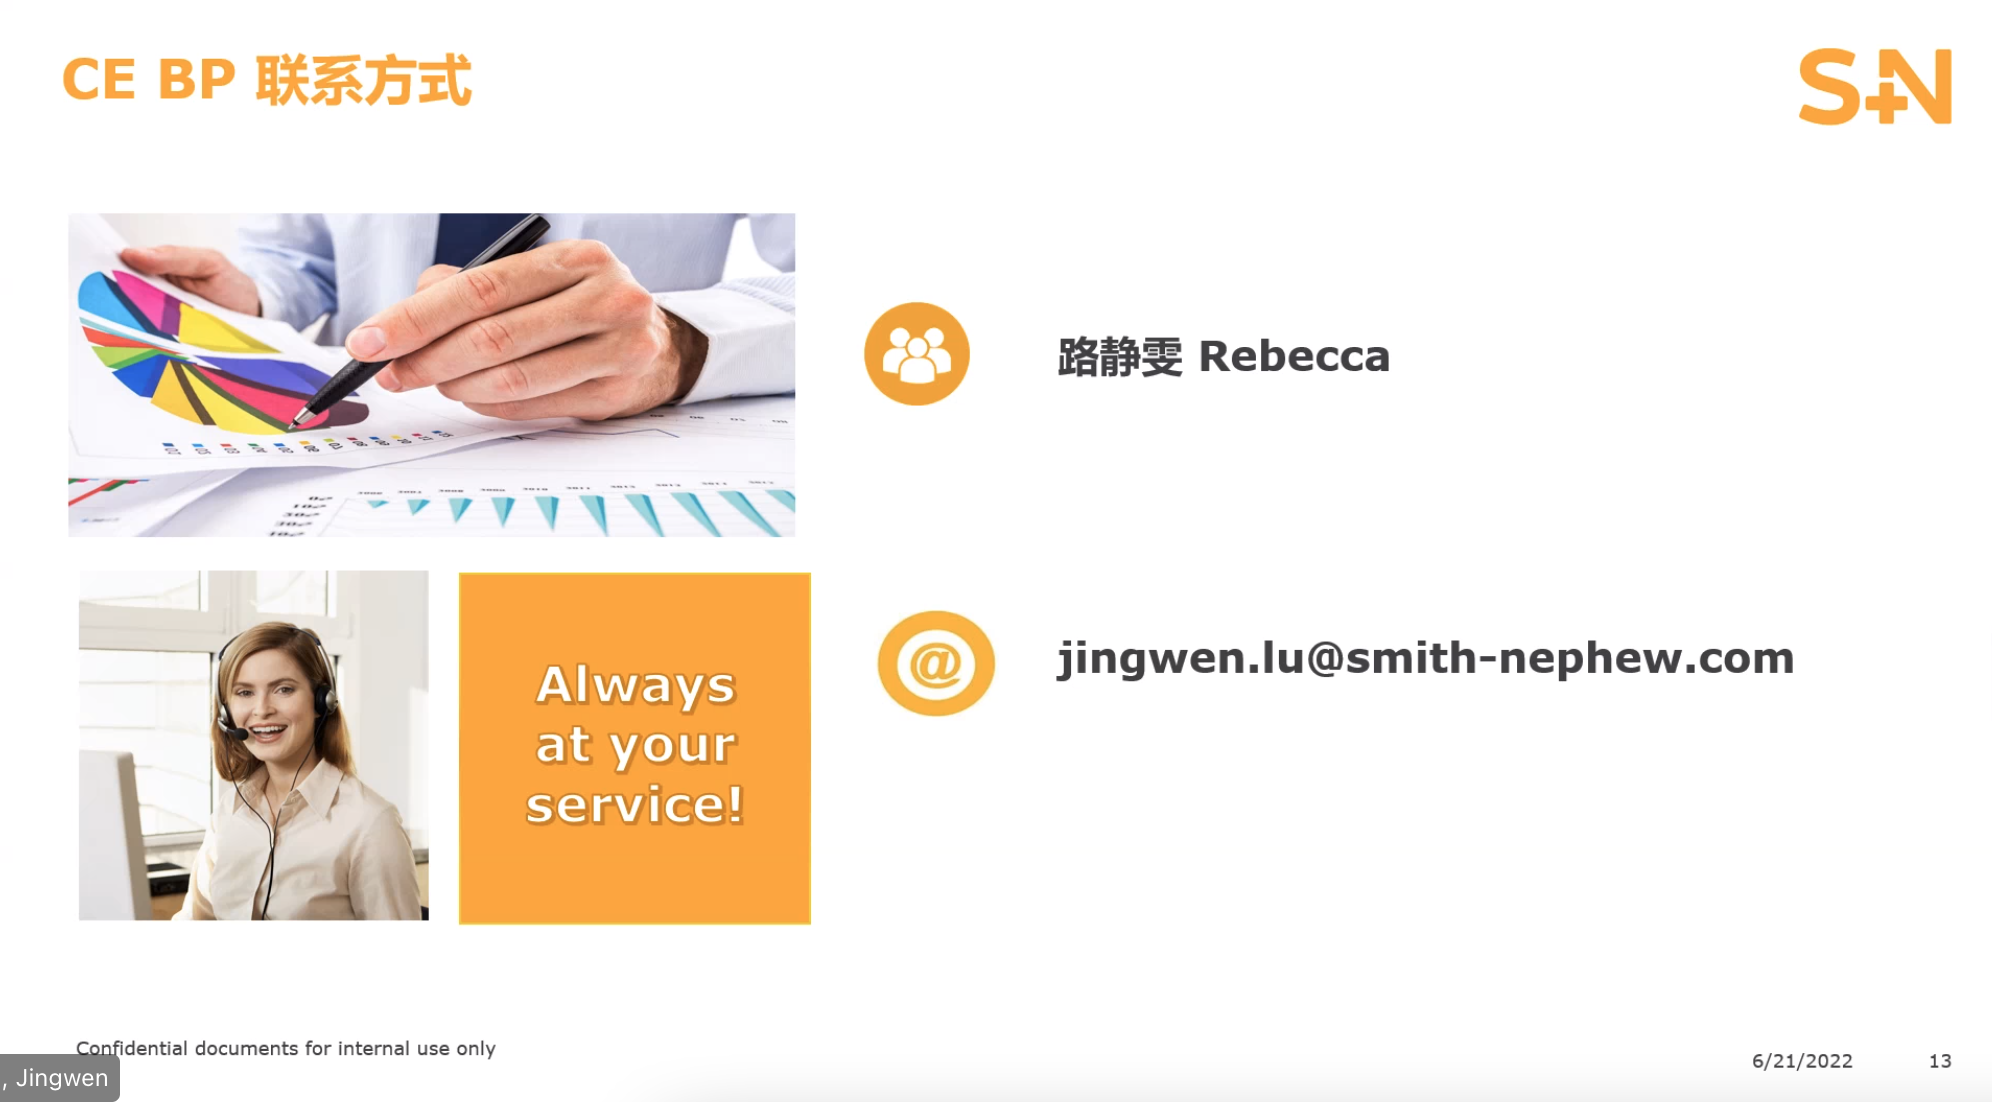 CE BP 联系方式
S+N
路静雯 Rebecca
jingwen.lu@smith-nephew.com
Always
at your
service!
Confidential documents for internal use only
, Jingwen
6/21/2022
13